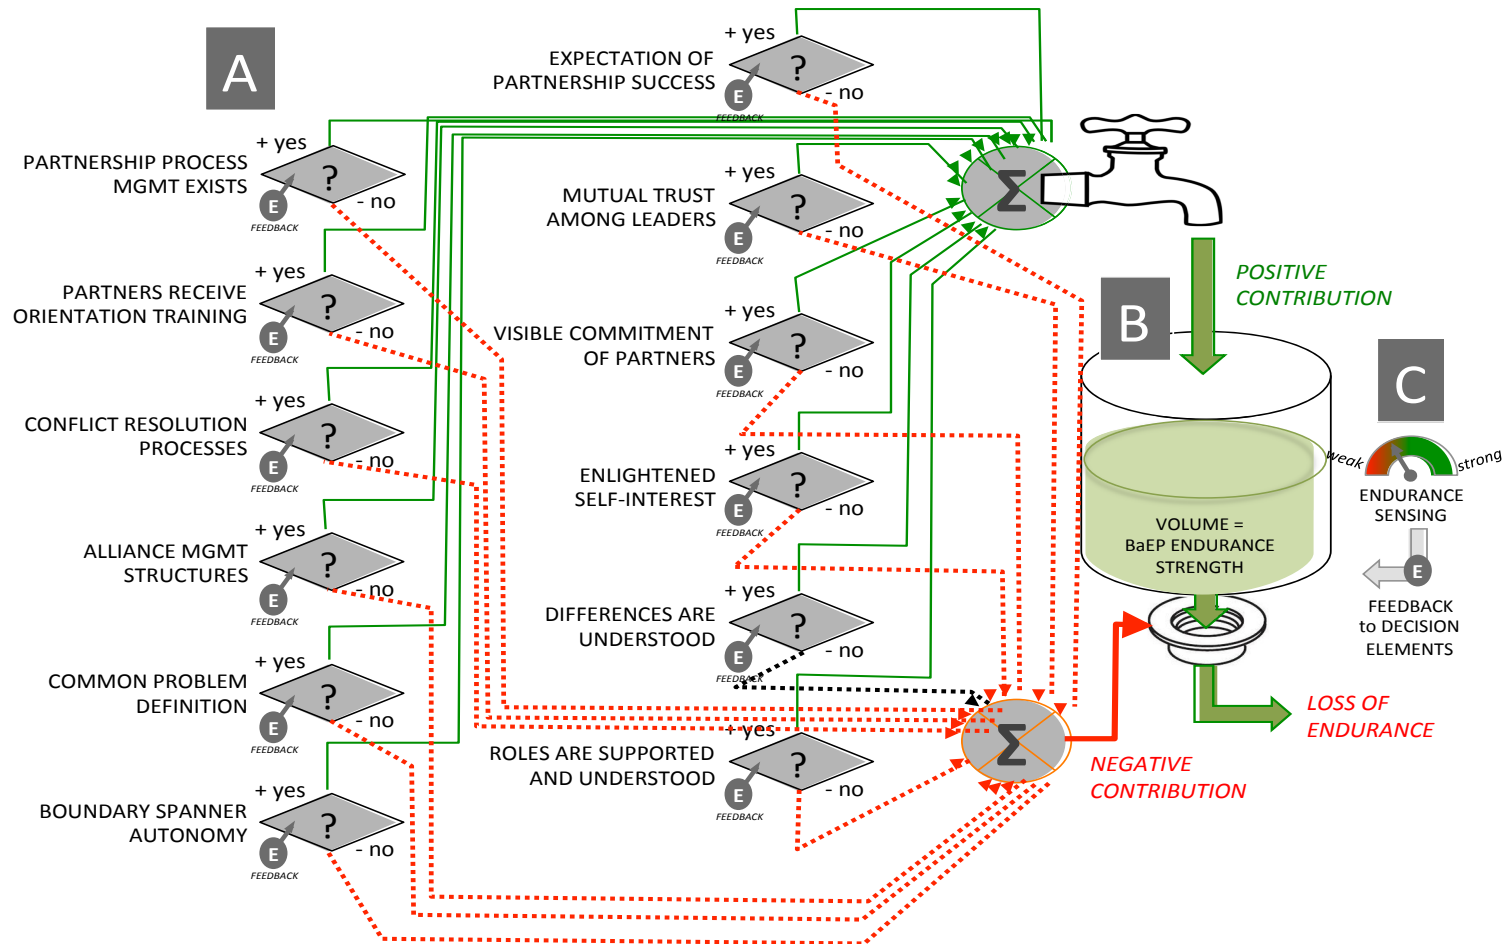 A
+ yes
PARTNERSHIP PROCESS
MGMT EXISTS
?
- no
E
FEEDBACK
+ yes
PARTNERS RECEIVE
ORIENTATION TRAINING
?
- no
E
FEEDBACK
+ yes
CONFLICT RESOLUTION
PROCESSES
?
- no
E
FEEDBACK
+ yes
ALLIANCE MGMT
STRUCTURES
?
- no
E
FEEDBACK
+ yes
COMMON PROBLEM
DEFINITION
?
- no
E
FEEDBACK
+ yes
BOUNDARY SPANNER
AUTONOMY
?
- no
E
FEEDBACK
+ yes
EXPECTATION OF
PARTNERSHIP SUCCESS
?
- no
E
FEEDBACK
+ yes
MUTUAL TRUST
AMONG LEADERS
?
- no
E
FEEDBACK
+ yes
VISIBLE COMMITMENT
OF PARTNERS
?
- no
E
FEEDBACK
+ yes
ENLIGHTENED
SELF-INTEREST
?
- no
E
FEEDBACK
+ yes
DIFFERENCES ARE
UNDERSTOOD
?
- no
E
FEEDBACK
+ yes
ROLES ARE SUPPORTED
AND UNDERSTOOD
?
- no
E
FEEDBACK
Σ
Σ
POSITIVE
CONTRIBUTION
B
VOLUME =
BaEP ENDURANCE
STRENGTH
NEGATIVE
CONTRIBUTION
LOSS OF
ENDURANCE
C
weak
strong
ENDURANCE
SENSING
E
FEEDBACK
to DECISION
ELEMENTS